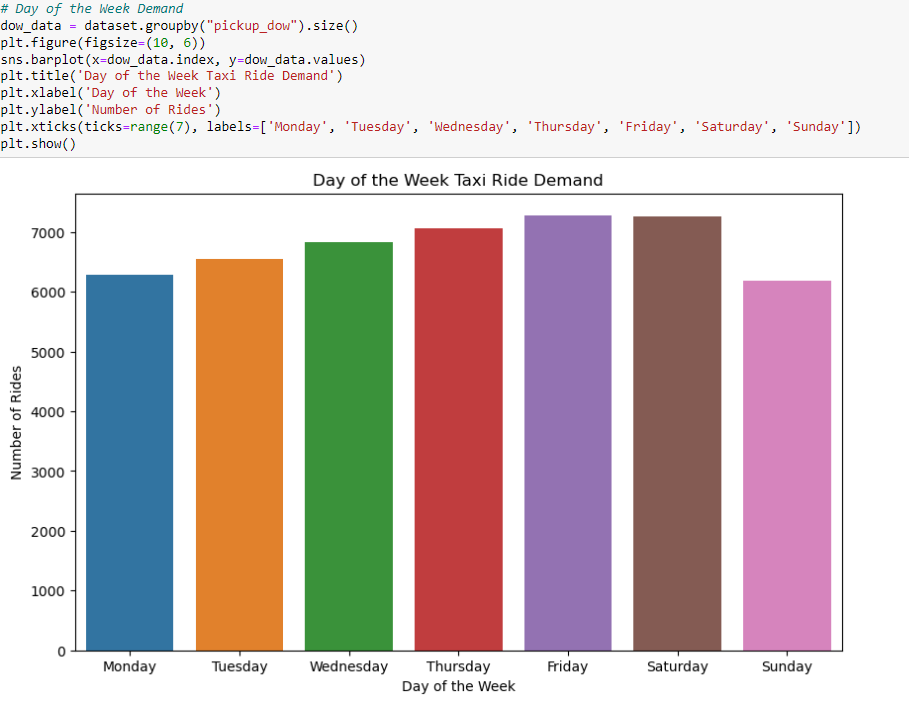 # Day of the Week Demand
dow_data = dataset.groupby("pickup_dow").size()
plt.figure(figsize=(10, 6))
sns.barplot(x=dow_data.index, y=dow_data.values)
plt.title('Day of the Week Taxi Ride Demand')
plt.xlabel('Day of the Week')
plt.ylabel('Number of Rides')
plt.xticks(ticks=range(7), labels=['Monday', 'Tuesday', 'Wednesday', 'Thursday', 'Friday', 'Saturday', 'Sunday'])
plt.show()
Day of the Week Taxi Ride Demand
Number of Rides
7000
6000
5000
4000
3000
2000
1000
0
Monday Tuesday Wednesday Thursday Friday Saturday Sunday
Day of the Week